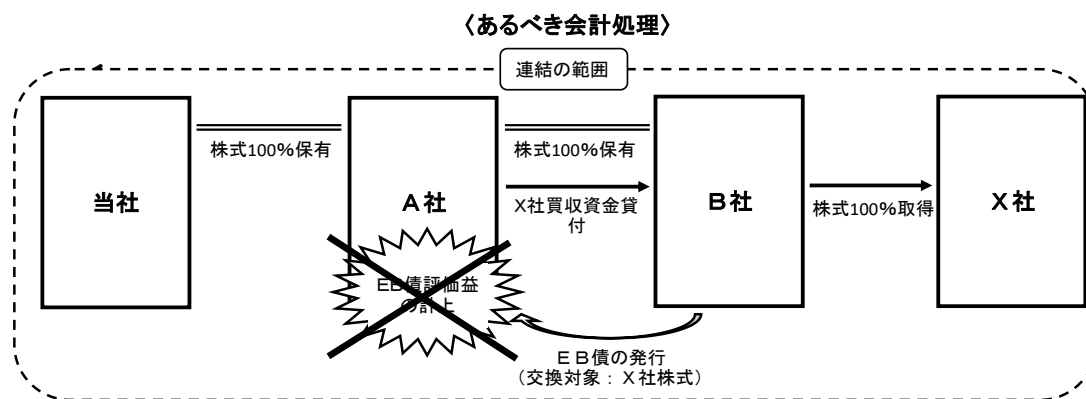 〈あるべき会計処理〉
連結の範囲
当社
株式100%保有
A社
株式100%保有
X社買収資金貸
付
B社
株式100%取得
X社
EB債評価益
の計上
EB債の発行
(交換対象:X社株式)